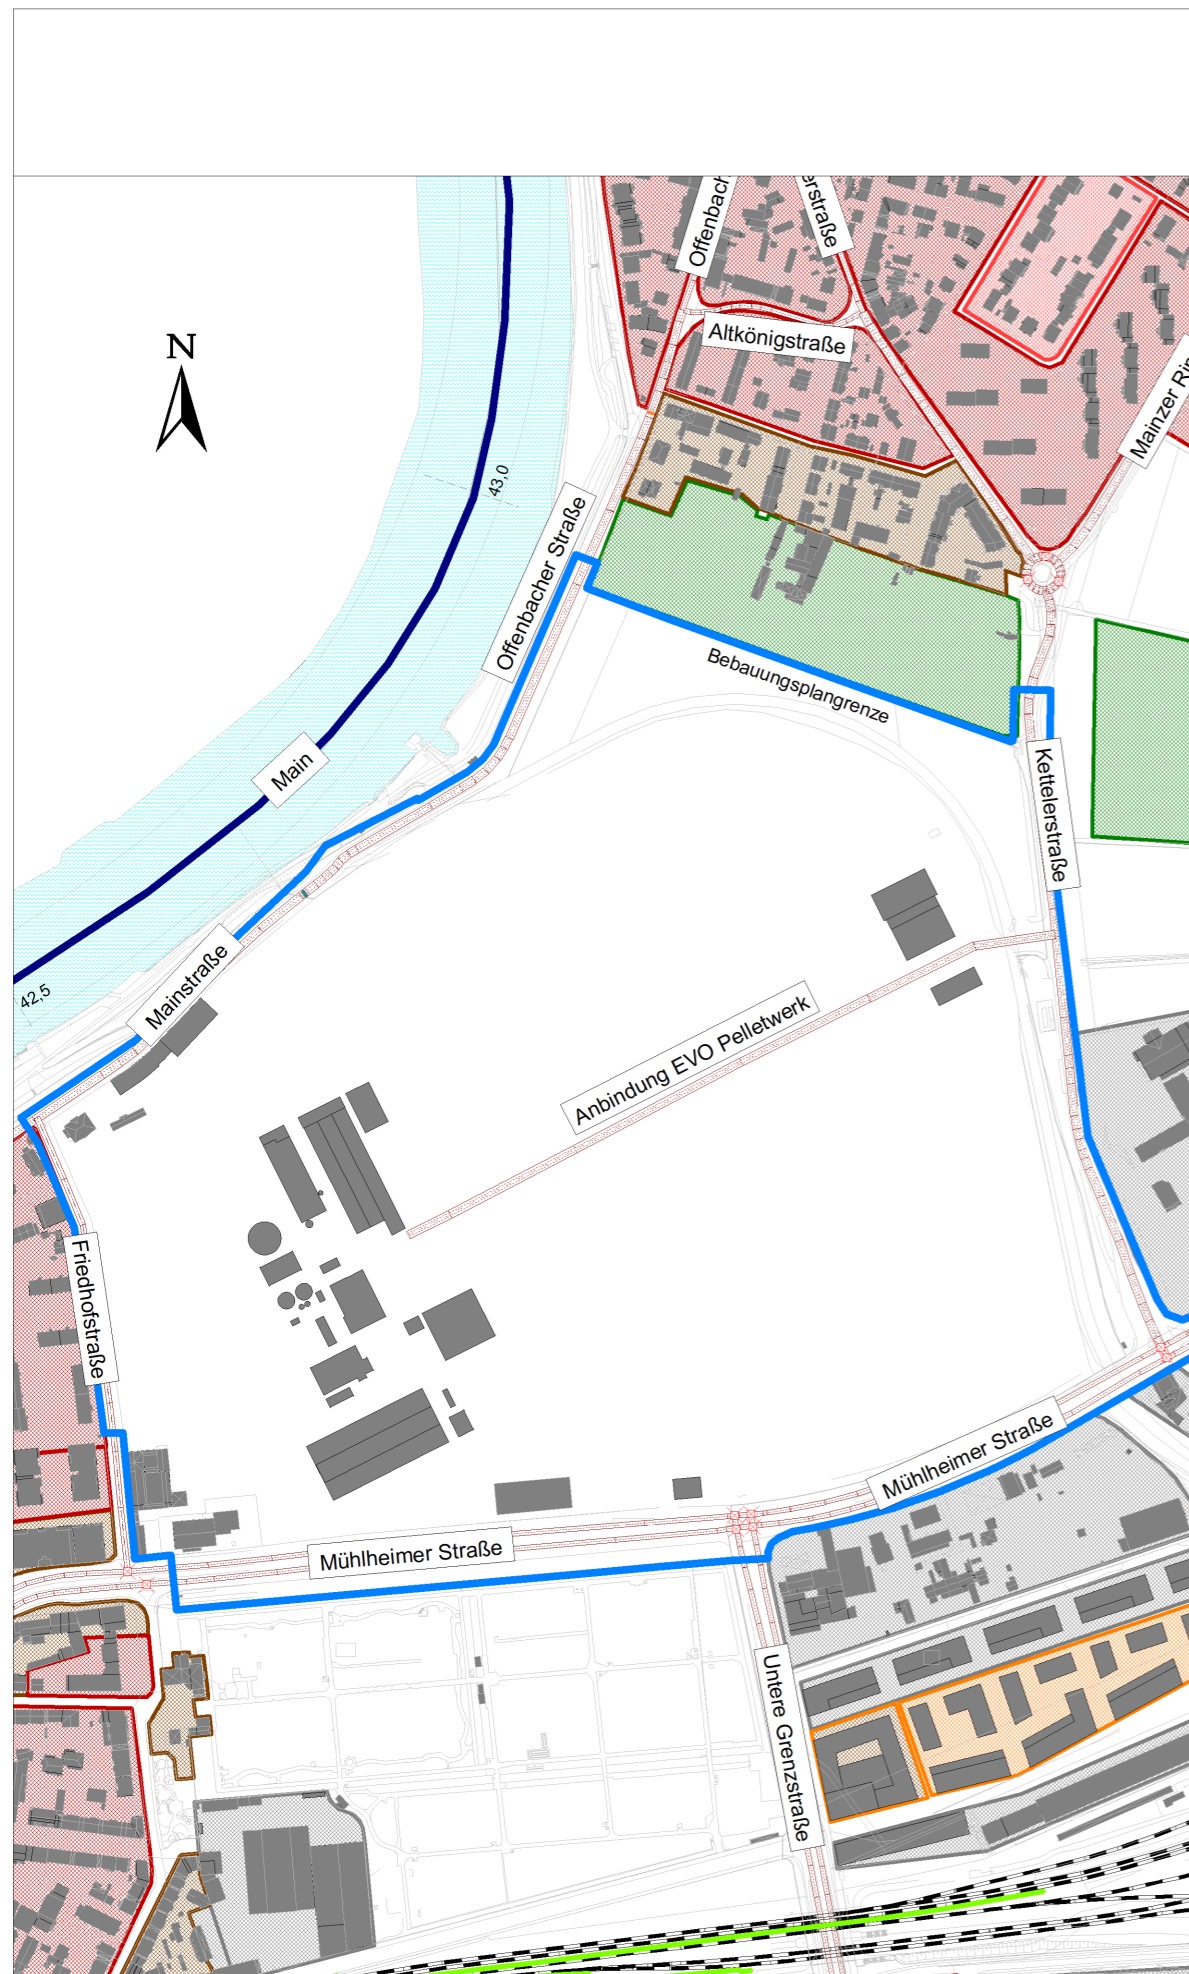 Offenbach
erstraße
N
Altkönigstraße
Mainzer Rin
43,0
Offenbacher Straße
Bebauungsplangrenze
Main
Kettelerstraße
Mainstraße
42,5
Anbindung EVO Pelletwerk
Friedhofstraße
Mühlheimer Straße
Mühlheimer Straße
Untere Grenzstraße